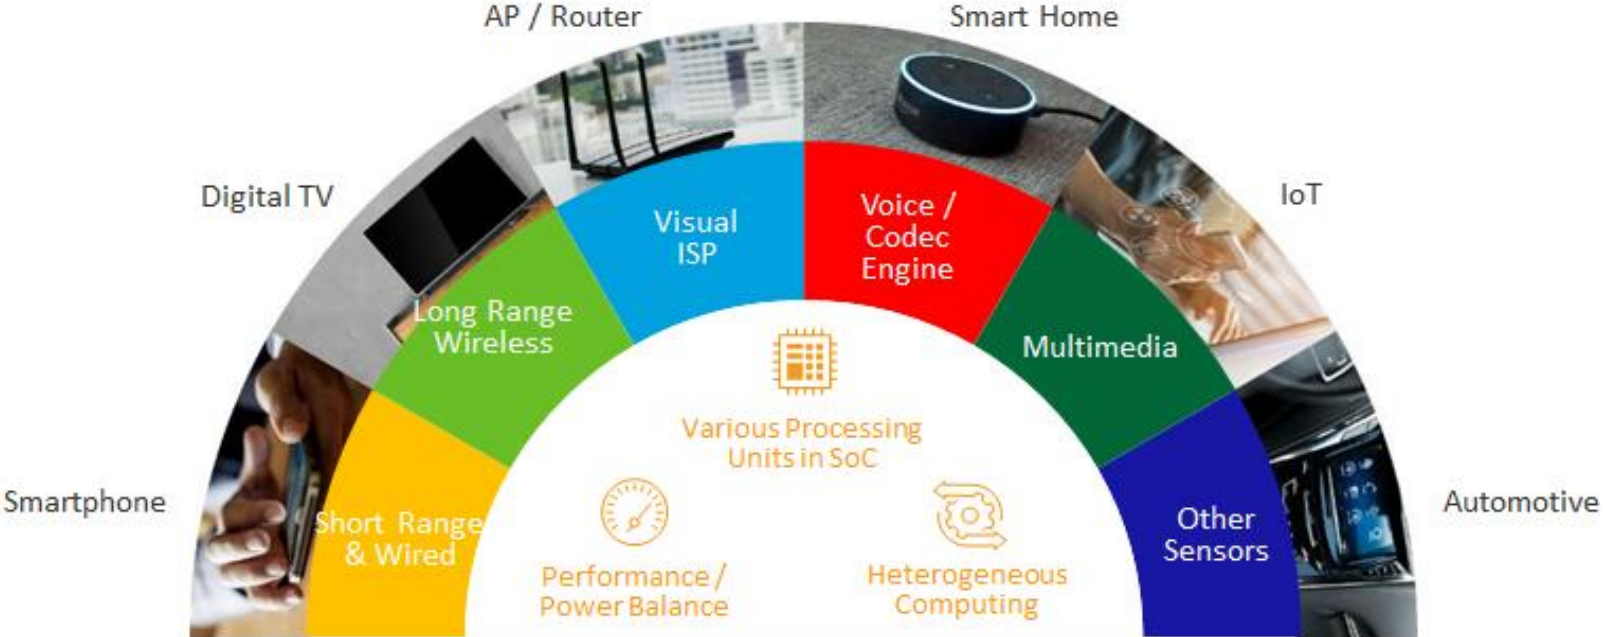 AP / Router
Smart Home
Digital TV
IoT
Smartphone
Automotive
Visual
ISP
Voice /
Codec
Engine
Long Range
Wireless
Multimedia
Short Range
& Wired
Other
Sensors
Various Processing
Units in SoC
Performance /
Power Balance
Heterogeneous
Computing